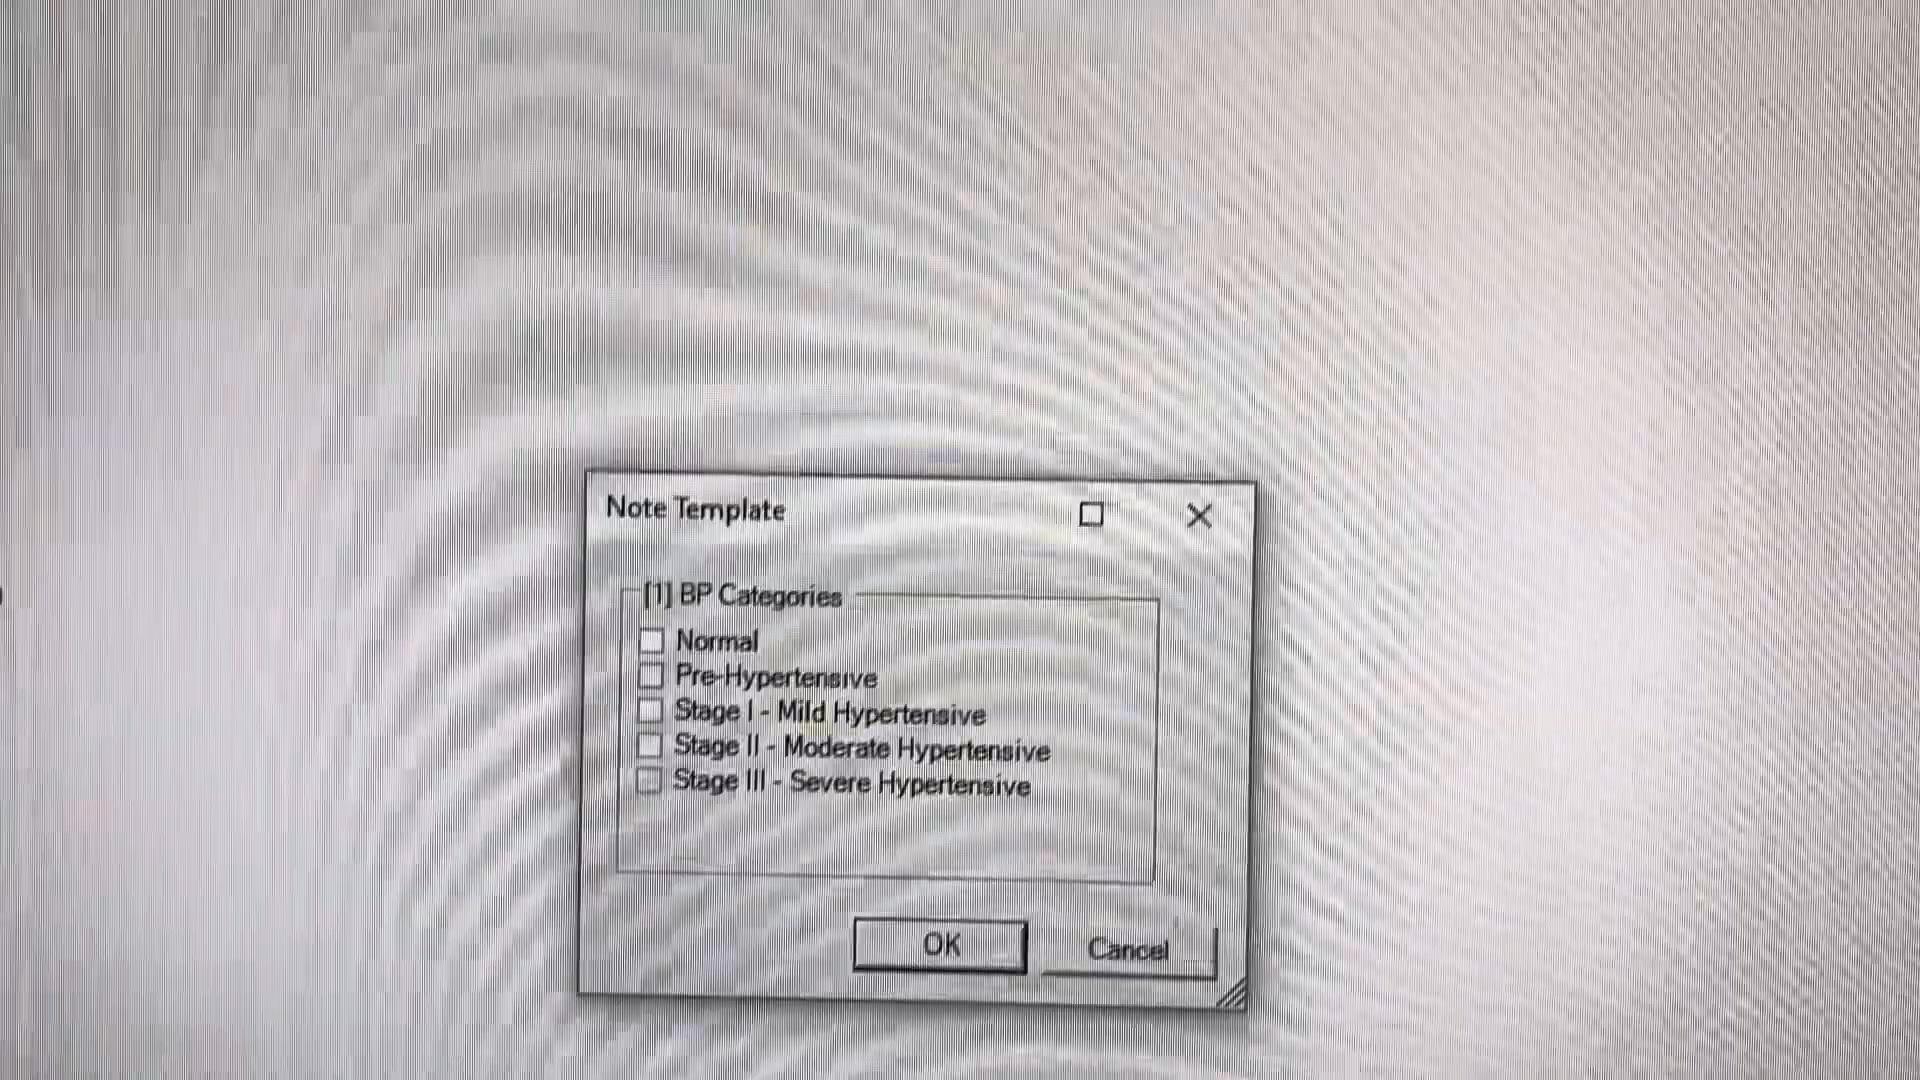 Note Template
[1] BP Categories
Normal
Pre-Hypertensive
Stage I - Mild Hypertensive
Stage II - Moderate Hypertensive
Stage III - Severe Hypertensive
OK Cancel